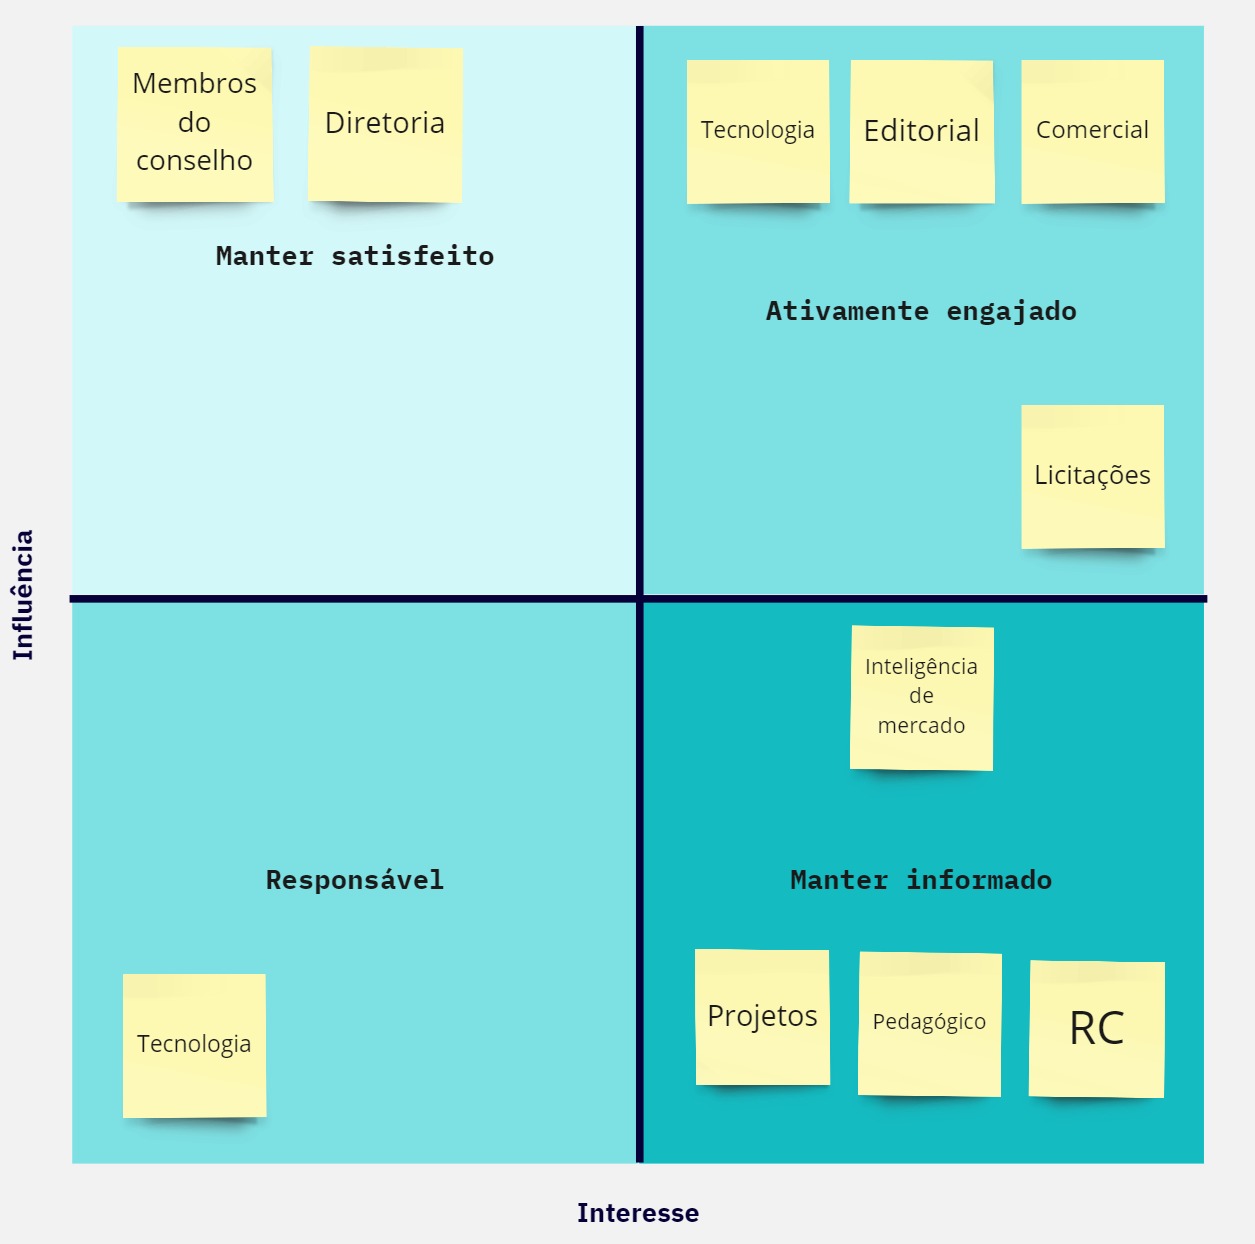 Membros
do
conselho
Diretoria
Manter satisfeito
Tecnologia
Editorial
Comercial
Ativamente engajado
Licitações
Influência
Responsável
Tecnologia
Inteligência
de
mercado
Manter informado
Projetos
Pedagógico
RC
Interesse